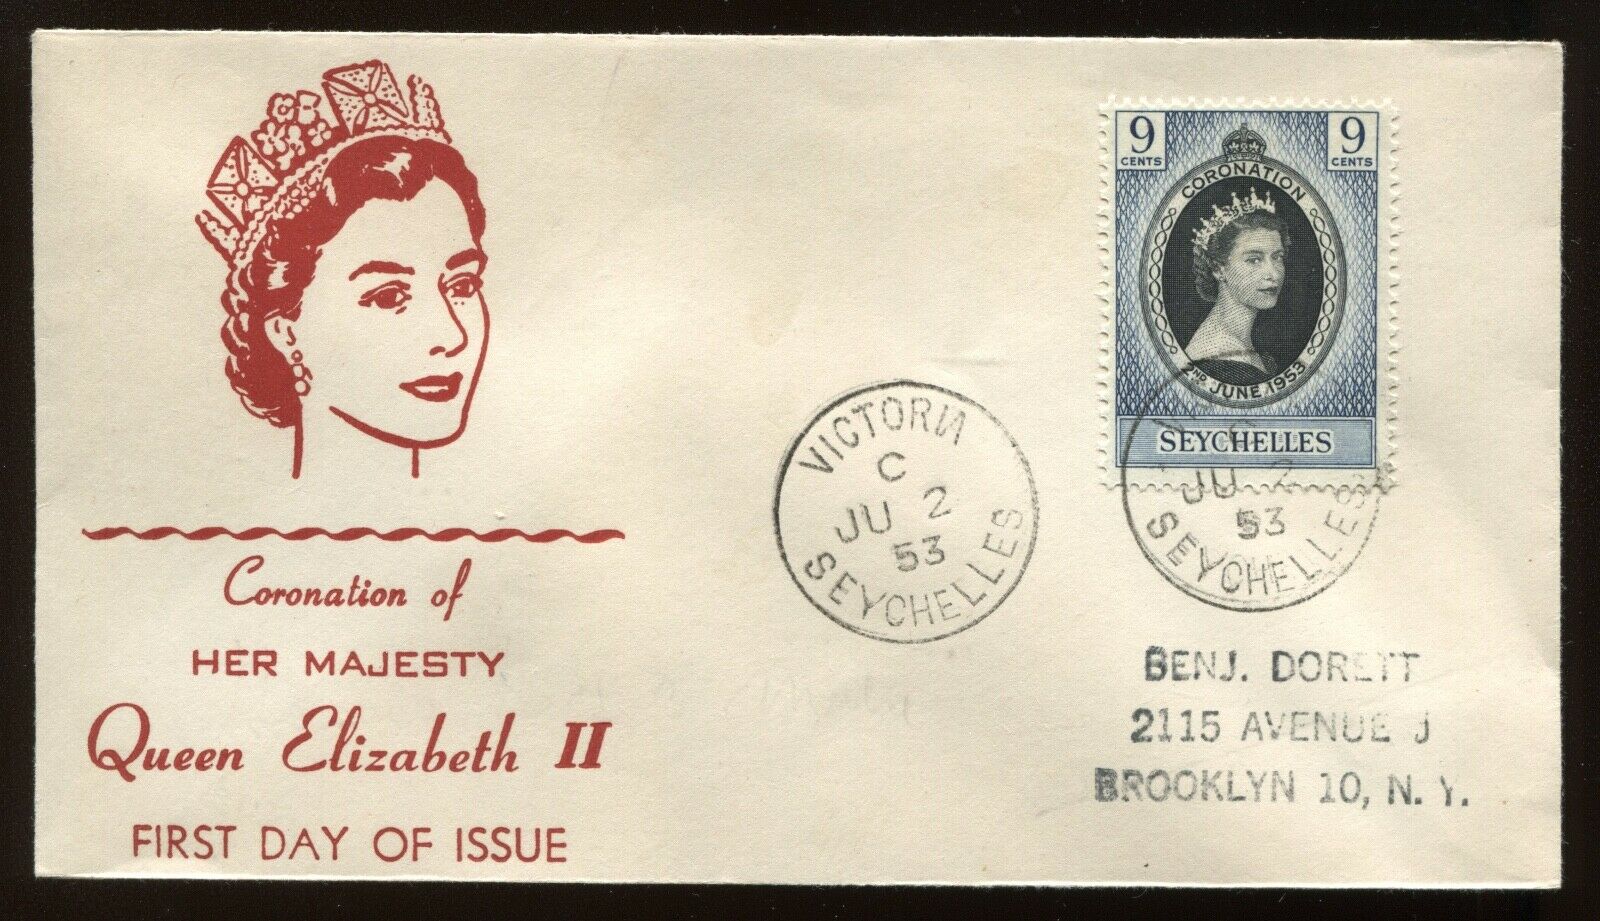 Coronation of
HER MAJESTY
Queen Elizabeth II
FIRST DAY OF ISSUE
VICTORIA
C
JU 2
53
SEYCHELLES
9 CENTS
9 CENTS
CORONATION
2ND JUNE 1953
SEYCHELLES
JU 2
53
SEYCHELLES
BENJ. DORETT
2115 AVENUE J
BROOKLYN 10, N. Y.